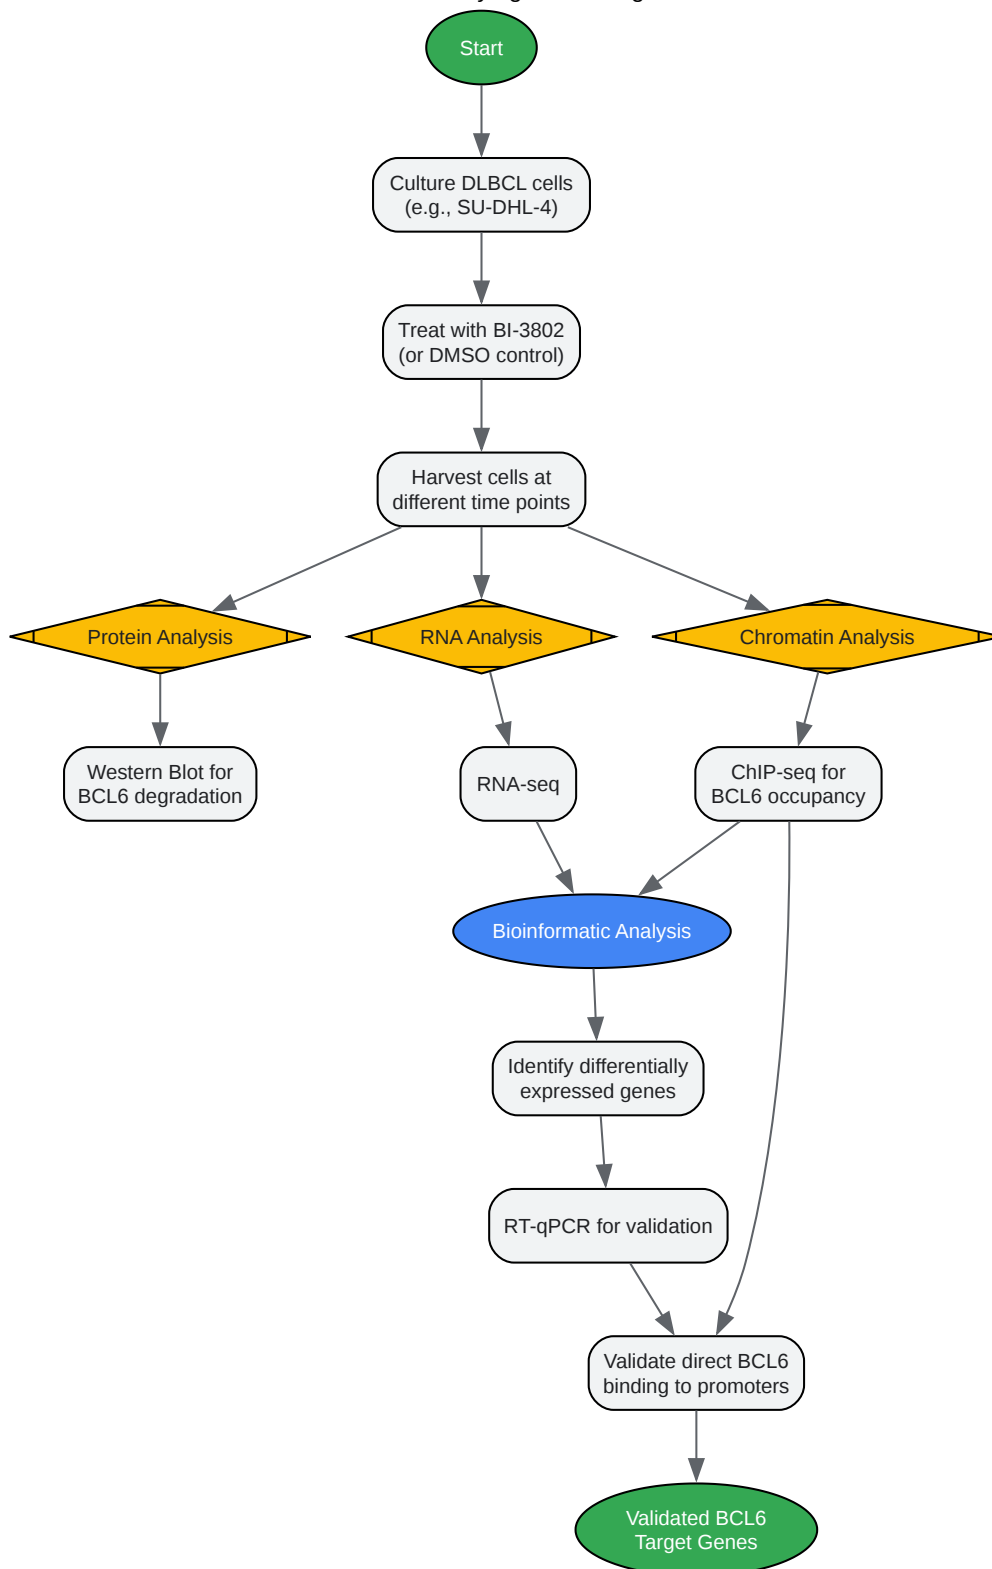 Start
Culture DLBCL cells
(e.g., SU-DHL-4)
Treat with BI-3802
(or DMSO control)
Harvest cells at
different time points
Protein Analysis
RNA Analysis
Chromatin Analysis
Western Blot for
BCL6 degradation
RNA-seq
ChIP-seq for
BCL6 occupancy
Bioinformatic Analysis
Identify differentially
expressed genes
RT-qPCR for validation
Validate direct BCL6
binding to promoters
Validated BCL6
Target Genes